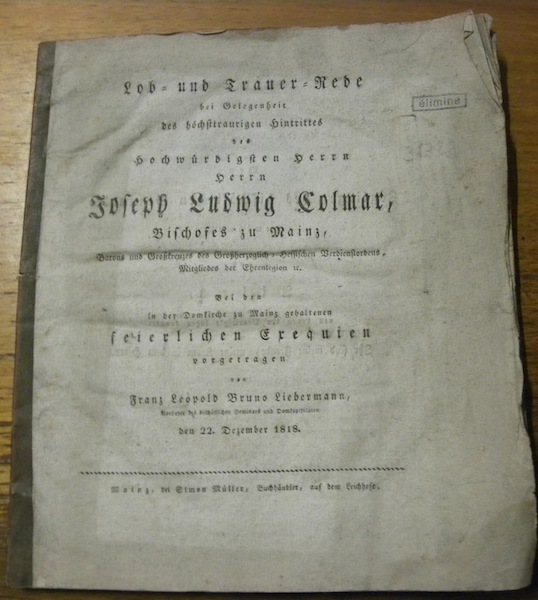 Lob- und Trauer-Rede
bei Gelegenheit
des höchsttraurigen Hintrittes
des
Hochwürdigsten Herrn
Herrn
Joseph Ludwig Colmar,
Bischofes zu Mainz,
Barons und Großkreuzes des Großherzoglich-Hessischen Verdienstordens,
Mitgliedes der Ehrenlegion ꝛc.
Bei den
in der Domkirche zu Mainz gehaltenen
feierlichen Exequien
vorgetragen
von
Franz Leopold Bruno Liebermann,
Vorsteher des bischöflichen Seminars und Domkapitularen
den 22. Dezember 1818.
Mainz, bei Simon Müller, Buchhändler, auf dem Leichhofe.
éliminé